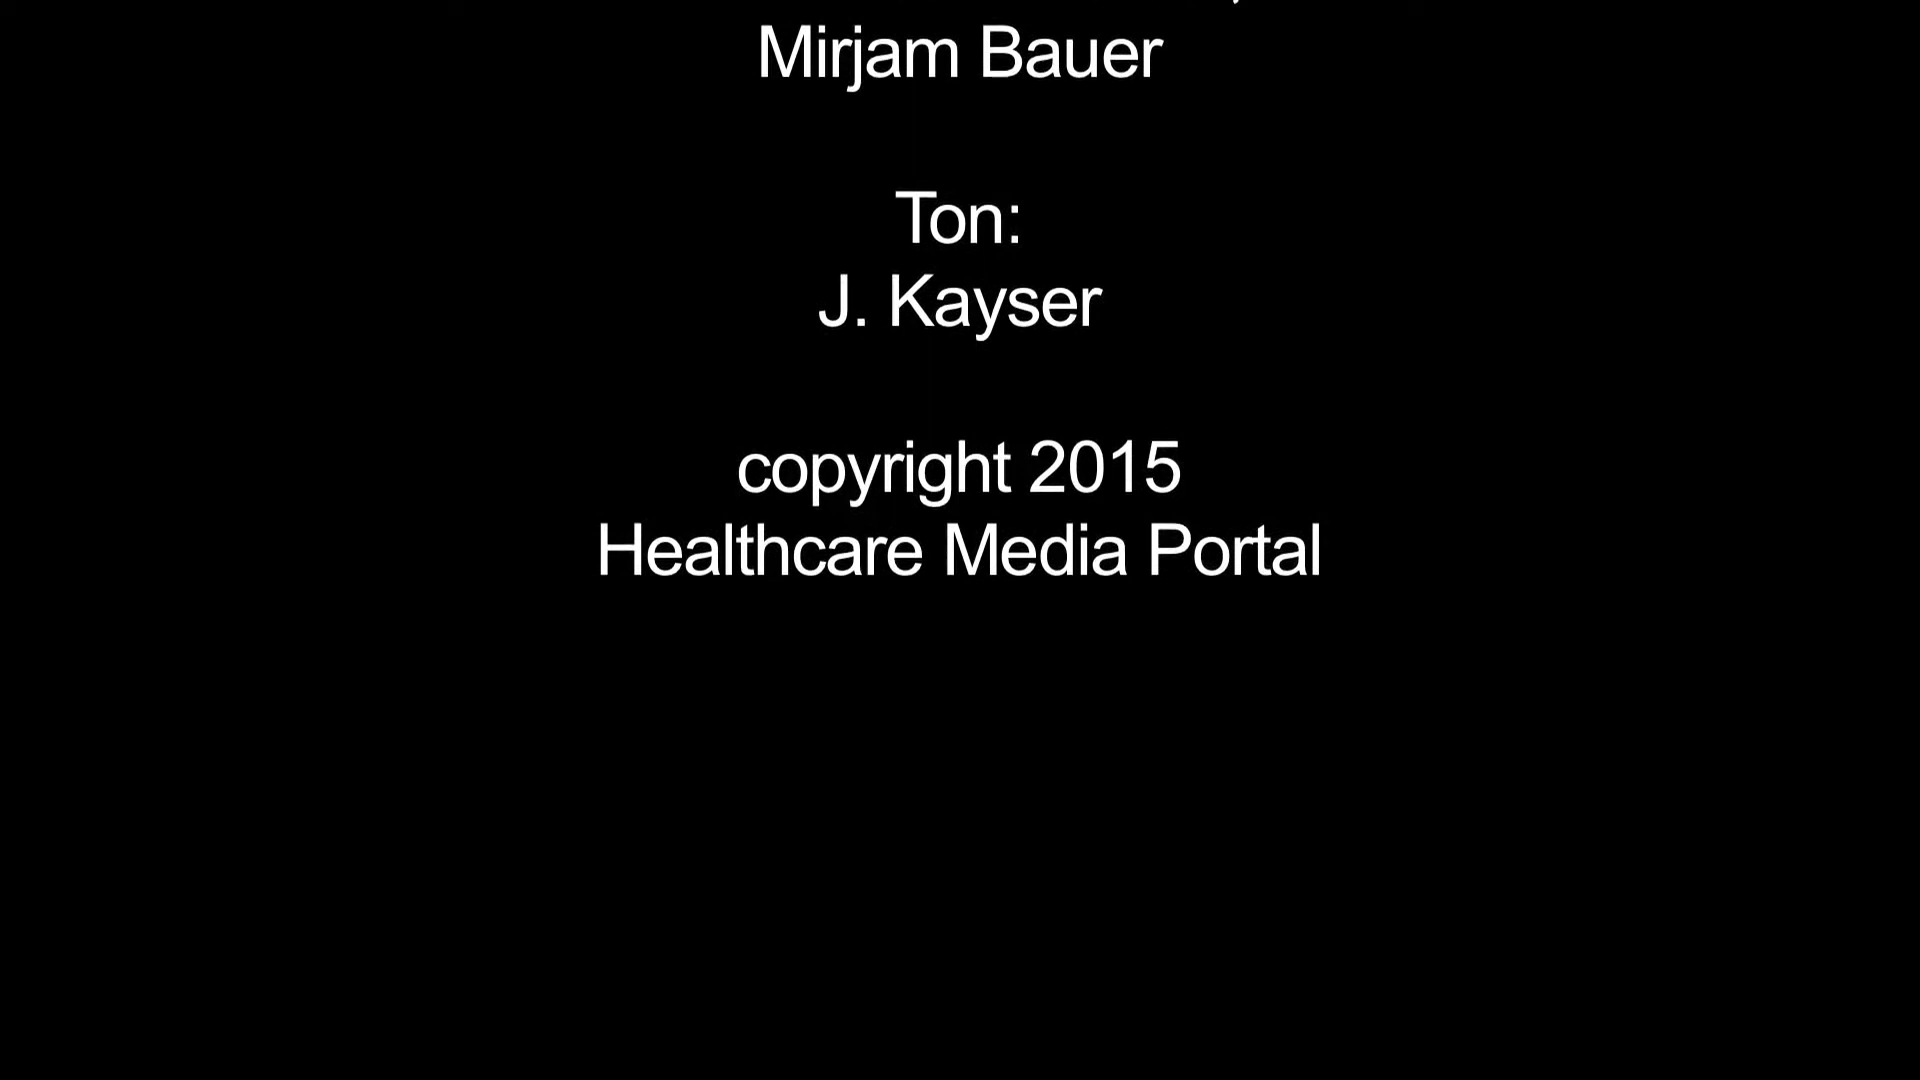 Mirjam Bauer
Ton:
J. Kayser
copyright 2015
Healthcare Media Portal